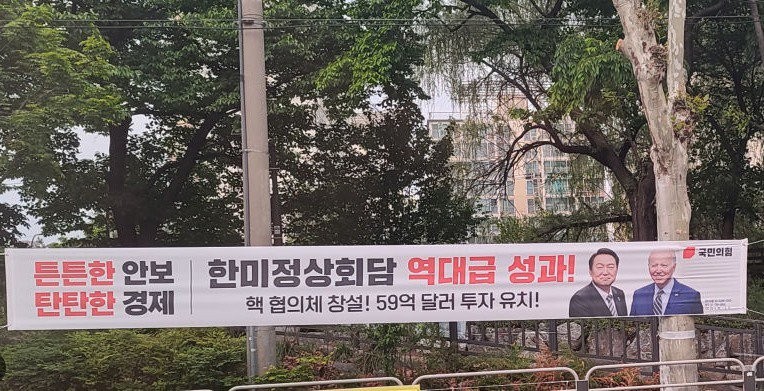 튼튼한 안보
탄탄한 경제
한미정상회담 역대급 성과!
핵 협의체 창설! 59억 달러 투자 유치!
국민의힘